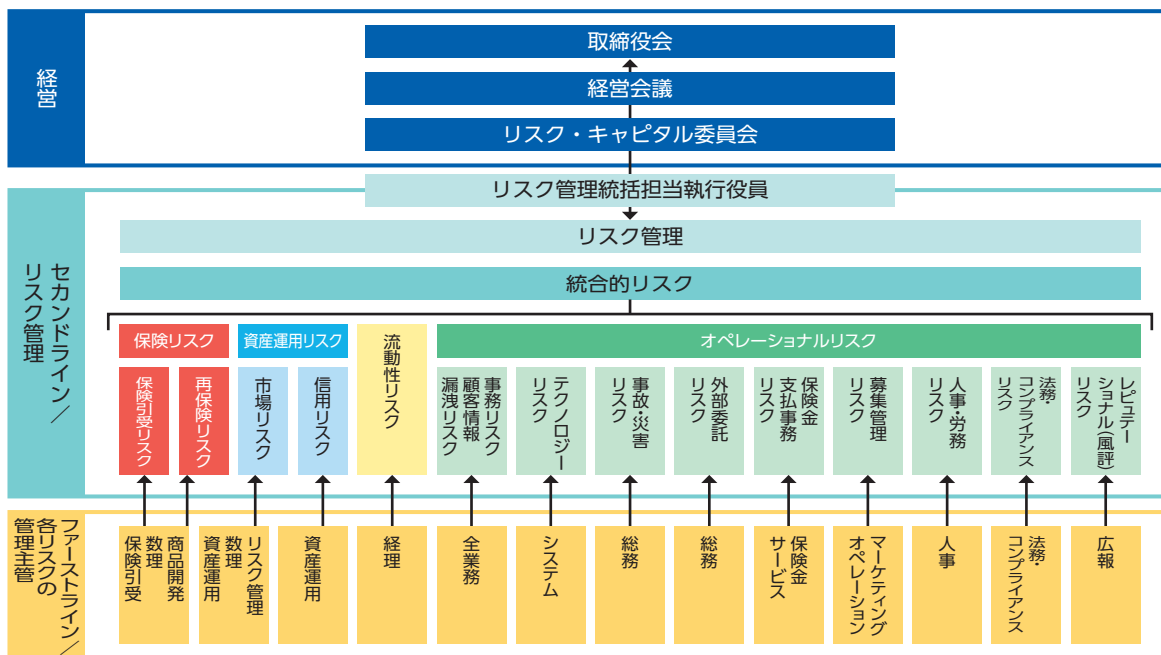 経営
取締役会
経営会議
リスク・キャピタル委員会
セカンドライン／
リスク管理
リスク管理統括担当執行役員
リスク管理
統合的リスク
保険リスク
資産運用リスク
流動性リスク
オペレーショナルリスク
保険引受リスク
再保険リスク
市場リスク
信用リスク
事務リスク
顧客情報
漏洩リスク
テクノロジー
リスク
事故・災害
リスク
外部委託
リスク
保険金
支払事務
リスク
募集管理
リスク
人事・労務
リスク
法務・
コンプライアンス
リスク
レピュテー
ショナル(風評)
リスク
ファーストライン／
各リスクの
管理主管
商品開発
数理
保険引受
リスク管理
数理
資産運用
資産運用
経理
全業務
システム
総務
総務
保険金
サービス
マーケティング
オペレーション
人事
法務・
コンプライアンス
広報